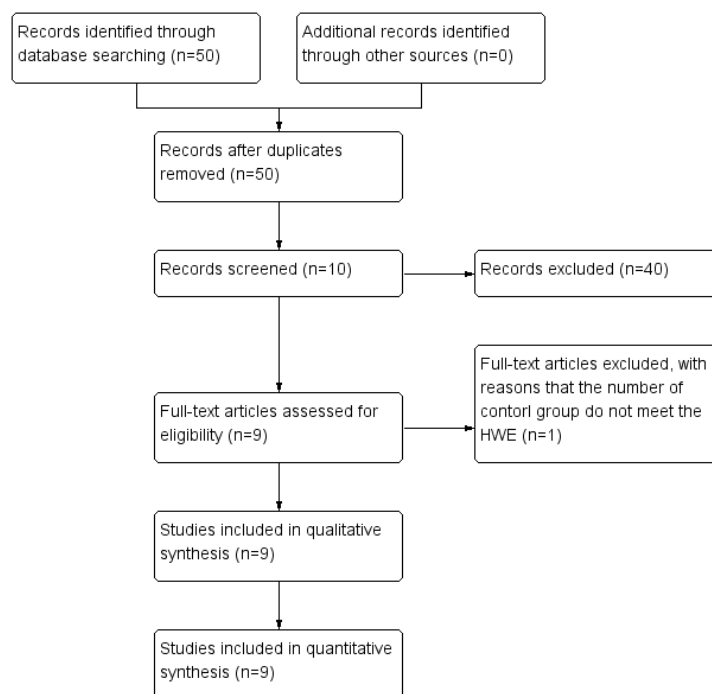 Records identified through
database searching (n=50)
Additional records identified
through other sources (n=0)
Records after duplicates
removed (n=50)
Records screened (n=10)
Records excluded (n=40)
Full-text articles assessed for
eligibility (n=9)
Full-text articles excluded, with
reasons that the number of
contorl group do not meet the
HWE (n=1)
Studies included in qualitative
synthesis (n=9)
Studies included in quantitative
synthesis (n=9)